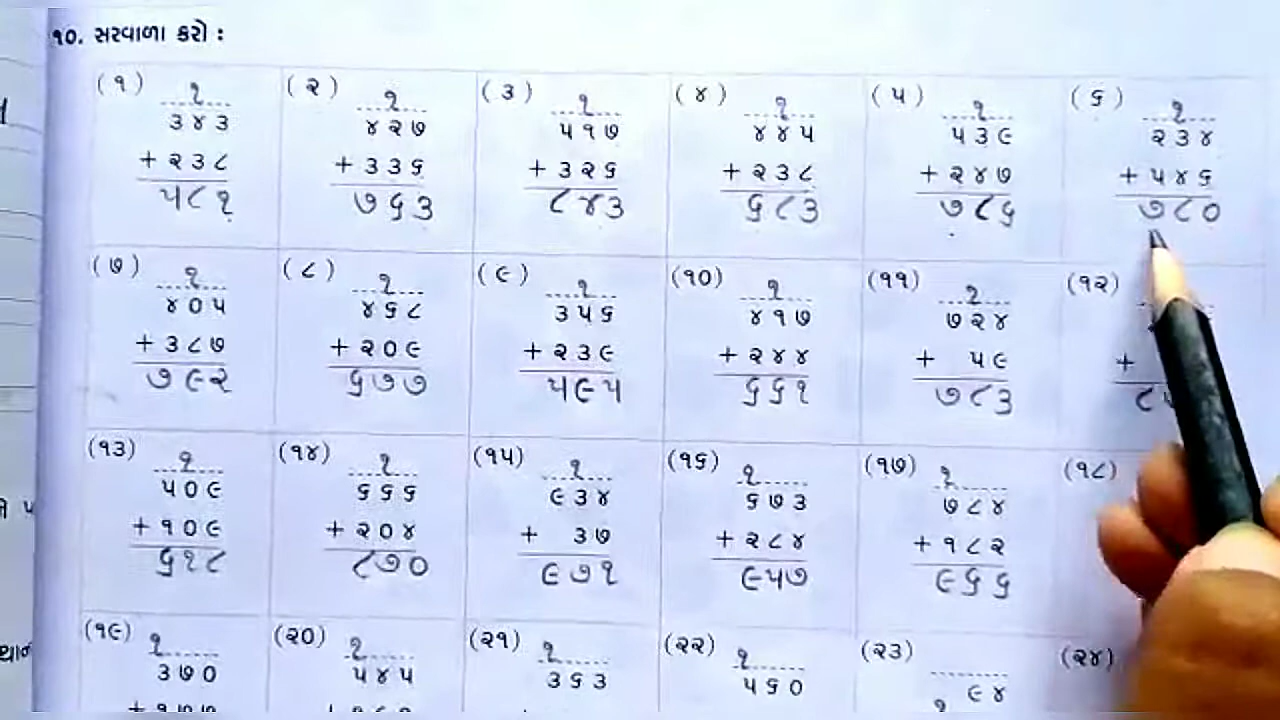 ૧૦. સરવાળા કરો :
(૧) (૨) (૩) (૪) (૫) (૬)
૧ ૧ ૧ ૧ ૧ ૧
૩૪૩ ૪૨૭ ૫૧૭ ૪૪૫ ૫૩૯ ૨૩૪
+ ૨૩૮ + ૩૩૬ + ૩૨૬ + ૨૩૮ + ૨૪૭ + ૫૪૬
૫૮૧ ૭૬૩ ૮૪૩ ૬૮૩ ૭૮૬ ૭૮૦
(૭) (૮) (૯) (૧૦) (૧૧) (૧૨)
૧ ૧ ૧ ૧ ૧
૪૦૫ ૪૬૮ ૩૫૬ ૪૧૭ ૭૨૪
+ ૩૮૭ + ૨૦૯ + ૨૩૯ + ૨૪૪ + ૫૯ +
૭૯૨ ૬૭૭ ૫૯૫ ૬૬૧ ૭૮૩
(૧૩) (૧૪) (૧૫) (૧૬) (૧૭) (૧૮)
૧ ૧ ૧ ૧ ૧
૫૦૯ ૬૬૬ ૯૩૪ ૬૭૩ ૭૮૪
+ ૧૦૯ + ૨૦૪ + ૩૭ + ૨૮૪ + ૧૮૨
૬૧૮ ૮૭૦ ૯૭૧ ૯૫૭ ૯૬૬
(૧૯) (૨૦) (૨૧) (૨૨) (૨૩) (૨૪)
૧ ૧ ૧ ૧ ૧
૩૭૦ ૫૪૫ ૩૬૩ ૫૬૦ ૯૪